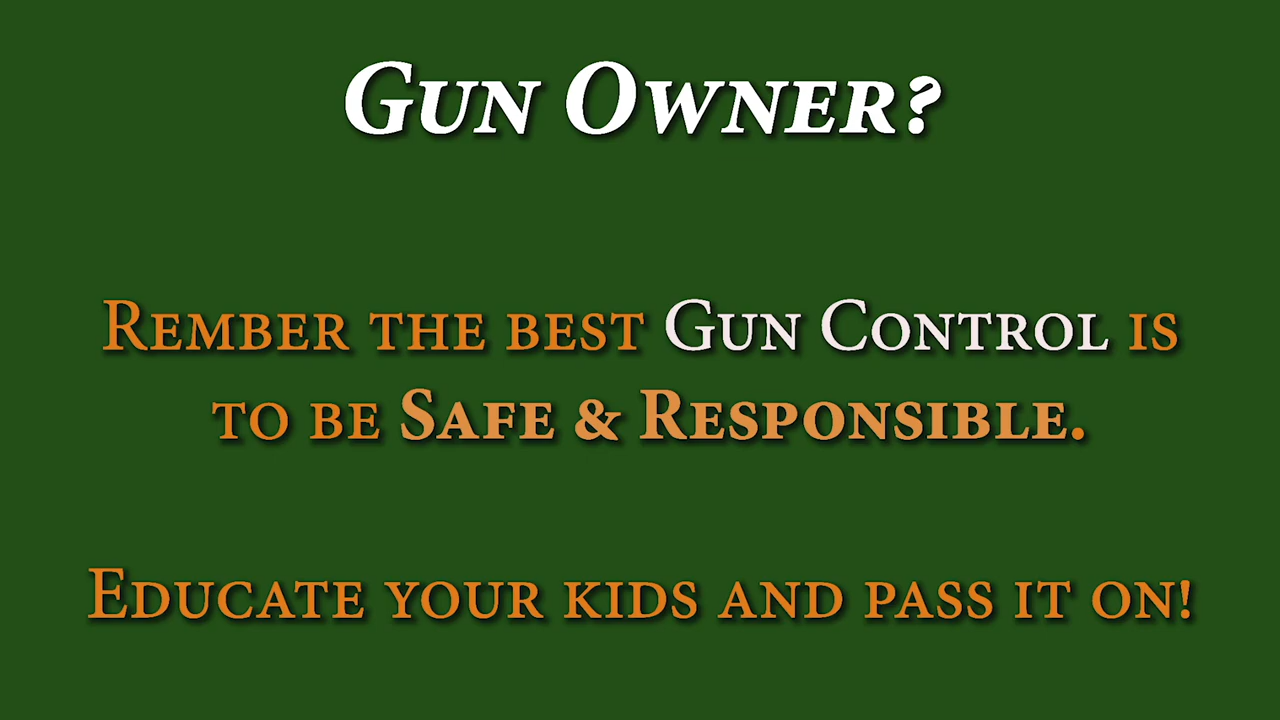 Gun Owner?
Rember the best Gun Control is
to be Safe & Responsible.
Educate your kids and pass it on!